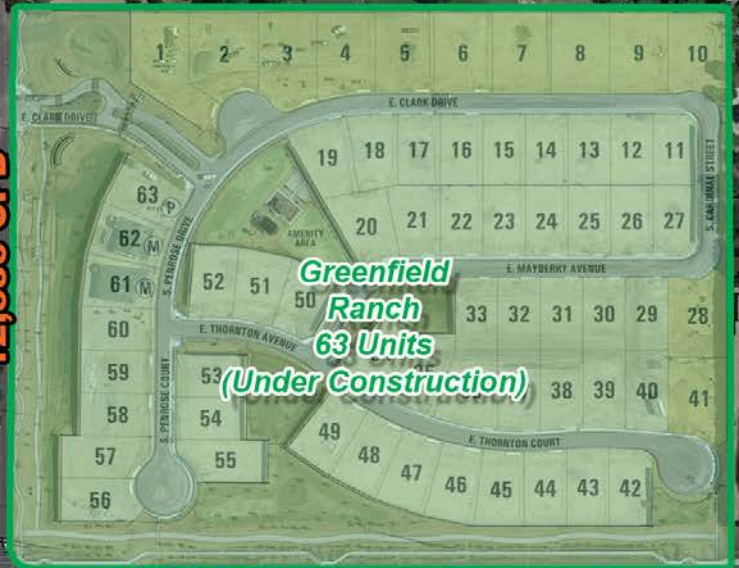 1 2 3 4 5 6 7 8 9 10
E. CLARK DRIVE
E. CLARK DRIVE
19 18 17 16 15 14 13 12 11
S. CARDINAL STREET
63 P
62 M
61 M
S. PENROSE DRIVE
AMENITY
AREA
20 21 22 23 24 25 26 27
E. MAYBERRY AVENUE
52 51 50
Greenfield
Ranch
63 Units
(Under Construction)
33 32 31 30 29 28
60
E. THORNTON AVENUE
59
53
38 39 40 41
58
54
S. PENROSE COURT
57
55
56
49 48 47 46 45 44 43 42
E. THORNTON COURT